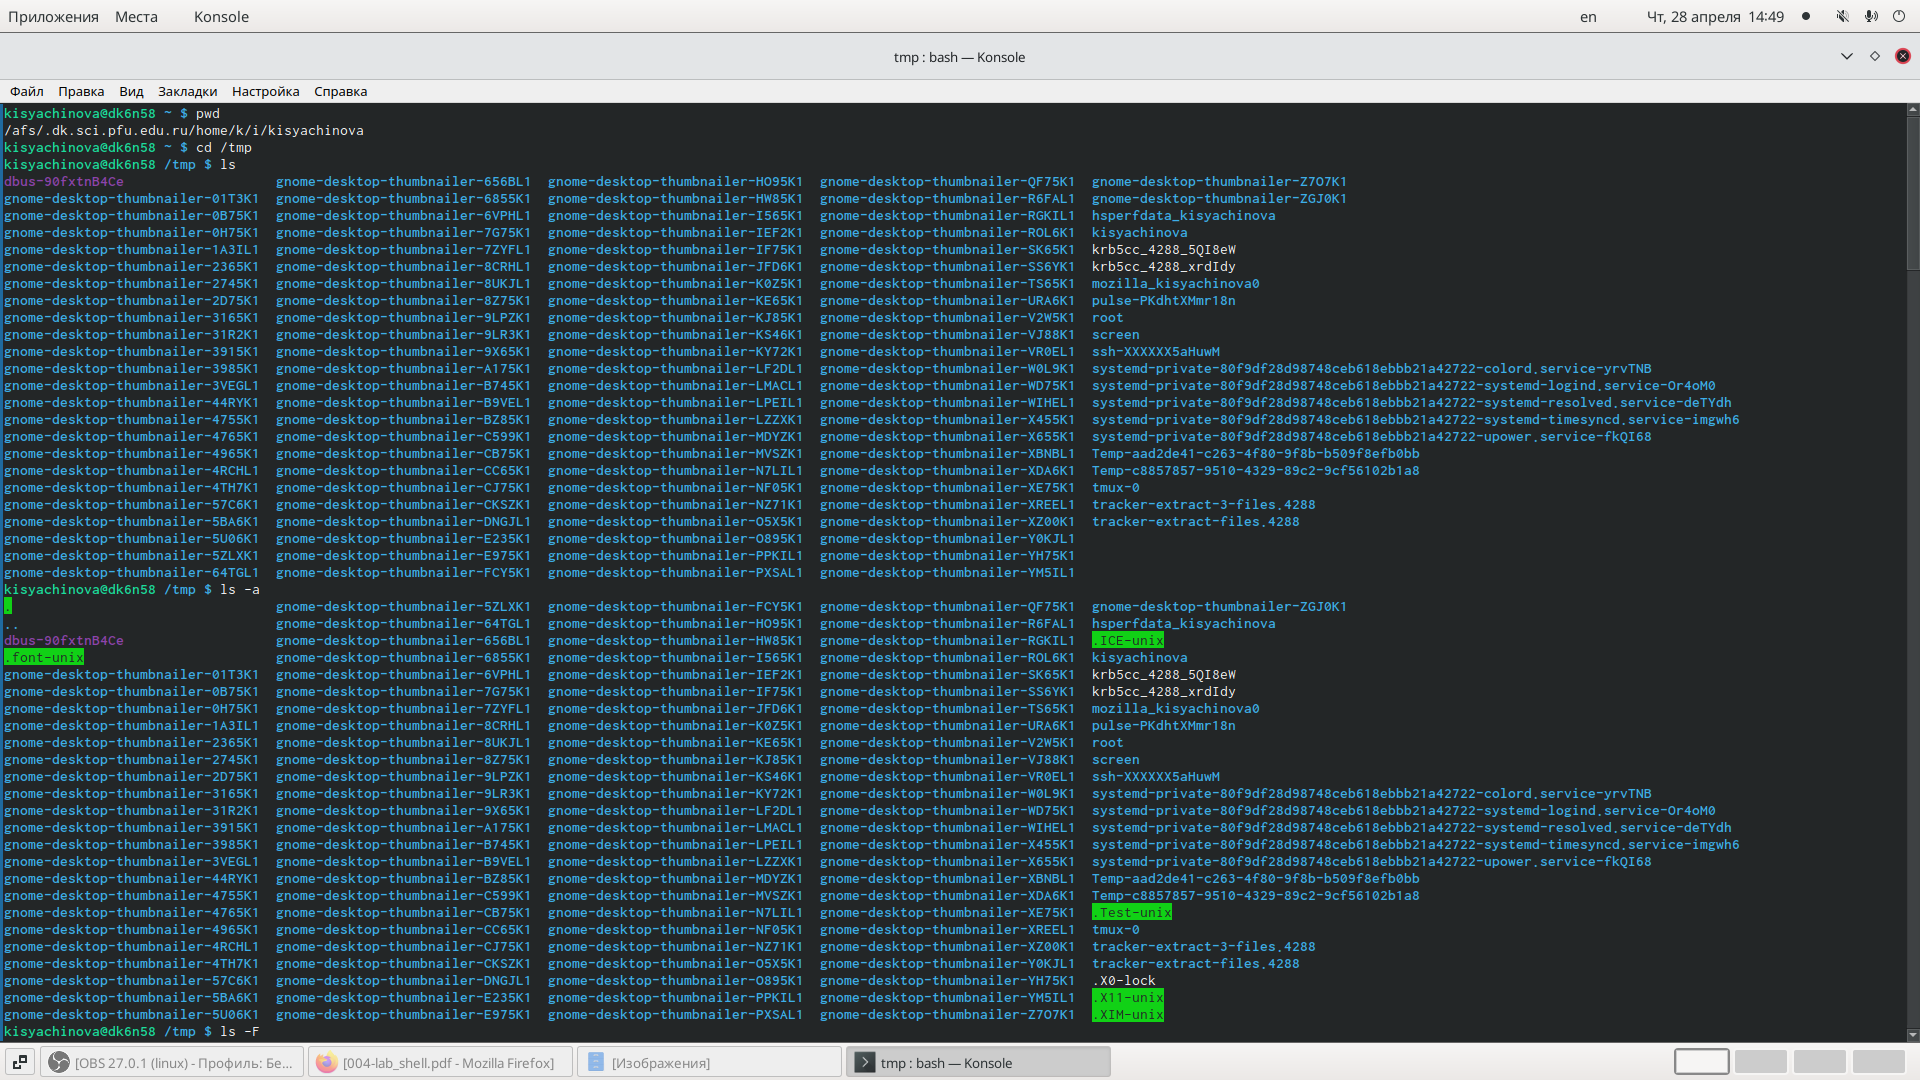 Приложения Места Konsole en Чт, 28 апреля 14:49
tmp : bash — Konsole
Файл Правка Вид Закладки Настройка Справка
kisyachinova@dk6n58 ~ $ pwd
/afs/.dk.sci.pfu.edu.ru/home/k/i/kisyachinova
kisyachinova@dk6n58 ~ $ cd /tmp
kisyachinova@dk6n58 /tmp $ ls
dbus-90fxtnB4Ce gnome-desktop-thumbnailer-656BL1 gnome-desktop-thumbnailer-HO95K1 gnome-desktop-thumbnailer-QF75K1 gnome-desktop-thumbnailer-Z7O7K1
gnome-desktop-thumbnailer-01T3K1 gnome-desktop-thumbnailer-6855K1 gnome-desktop-thumbnailer-HW85K1 gnome-desktop-thumbnailer-R6FAL1 gnome-desktop-thumbnailer-ZGJ0K1
gnome-desktop-thumbnailer-0B75K1 gnome-desktop-thumbnailer-6VPHL1 gnome-desktop-thumbnailer-I565K1 gnome-desktop-thumbnailer-RGKIL1 hsperfdata_kisyachinova
gnome-desktop-thumbnailer-0H75K1 gnome-desktop-thumbnailer-7G75K1 gnome-desktop-thumbnailer-IEF2K1 gnome-desktop-thumbnailer-ROL6K1 kisyachinova
gnome-desktop-thumbnailer-1A3IL1 gnome-desktop-thumbnailer-7ZYFL1 gnome-desktop-thumbnailer-IF75K1 gnome-desktop-thumbnailer-SK65K1 krb5cc_4288_5QI8eW
gnome-desktop-thumbnailer-2365K1 gnome-desktop-thumbnailer-8CRHL1 gnome-desktop-thumbnailer-JFD6K1 gnome-desktop-thumbnailer-SS6YK1 krb5cc_4288_xrdIdy
gnome-desktop-thumbnailer-2745K1 gnome-desktop-thumbnailer-8UKJL1 gnome-desktop-thumbnailer-K0Z5K1 gnome-desktop-thumbnailer-TS65K1 mozilla_kisyachinova0
gnome-desktop-thumbnailer-2D75K1 gnome-desktop-thumbnailer-8Z75K1 gnome-desktop-thumbnailer-KE65K1 gnome-desktop-thumbnailer-URA6K1 pulse-PKdhtXMmr18n
gnome-desktop-thumbnailer-3165K1 gnome-desktop-thumbnailer-9LPZK1 gnome-desktop-thumbnailer-KJ85K1 gnome-desktop-thumbnailer-V2W5K1 root
gnome-desktop-thumbnailer-31R2K1 gnome-desktop-thumbnailer-9LR3K1 gnome-desktop-thumbnailer-KS46K1 gnome-desktop-thumbnailer-VJ88K1 screen
gnome-desktop-thumbnailer-3915K1 gnome-desktop-thumbnailer-9X65K1 gnome-desktop-thumbnailer-KY72K1 gnome-desktop-thumbnailer-VR0EL1 ssh-XXXXXX5aHuwM
gnome-desktop-thumbnailer-3985K1 gnome-desktop-thumbnailer-A175K1 gnome-desktop-thumbnailer-LF2DL1 gnome-desktop-thumbnailer-W0L9K1 systemd-private-80f9df28d98748ceb618ebbb21a42722-colord.service-yrvTNB
gnome-desktop-thumbnailer-3VEGL1 gnome-desktop-thumbnailer-B745K1 gnome-desktop-thumbnailer-LMACL1 gnome-desktop-thumbnailer-WD75K1 systemd-private-80f9df28d98748ceb618ebbb21a42722-systemd-logind.service-Or4oM0
gnome-desktop-thumbnailer-44RYK1 gnome-desktop-thumbnailer-B9VEL1 gnome-desktop-thumbnailer-LPEIL1 gnome-desktop-thumbnailer-WIHEL1 systemd-private-80f9df28d98748ceb618ebbb21a42722-systemd-resolved.service-deTYdh
gnome-desktop-thumbnailer-4755K1 gnome-desktop-thumbnailer-BZ85K1 gnome-desktop-thumbnailer-LZZXK1 gnome-desktop-thumbnailer-X455K1 systemd-private-80f9df28d98748ceb618ebbb21a42722-systemd-timesyncd.service-imgwh6
gnome-desktop-thumbnailer-4765K1 gnome-desktop-thumbnailer-C599K1 gnome-desktop-thumbnailer-MDYZK1 gnome-desktop-thumbnailer-X655K1 systemd-private-80f9df28d98748ceb618ebbb21a42722-upower.service-fkQI68
gnome-desktop-thumbnailer-4965K1 gnome-desktop-thumbnailer-CB75K1 gnome-desktop-thumbnailer-MVSZK1 gnome-desktop-thumbnailer-XBNBL1 Temp-aad2de41-c263-4f80-9f8b-b509f8efb0bb
gnome-desktop-thumbnailer-4RCHL1 gnome-desktop-thumbnailer-CC65K1 gnome-desktop-thumbnailer-N7LIL1 gnome-desktop-thumbnailer-XDA6K1 Temp-c8857857-9510-4329-89c2-9cf56102b1a8
gnome-desktop-thumbnailer-4TH7K1 gnome-desktop-thumbnailer-CJ75K1 gnome-desktop-thumbnailer-NF05K1 gnome-desktop-thumbnailer-XE75K1 tmux-0
gnome-desktop-thumbnailer-57C6K1 gnome-desktop-thumbnailer-CKSZK1 gnome-desktop-thumbnailer-NZ71K1 gnome-desktop-thumbnailer-XREEL1 tracker-extract-3-files.4288
gnome-desktop-thumbnailer-5BA6K1 gnome-desktop-thumbnailer-DNGJL1 gnome-desktop-thumbnailer-O5X5K1 gnome-desktop-thumbnailer-XZ00K1 tracker-extract-files.4288
gnome-desktop-thumbnailer-5U06K1 gnome-desktop-thumbnailer-E235K1 gnome-desktop-thumbnailer-O895K1 gnome-desktop-thumbnailer-Y0KJL1
gnome-desktop-thumbnailer-5ZLXK1 gnome-desktop-thumbnailer-E975K1 gnome-desktop-thumbnailer-PPKIL1 gnome-desktop-thumbnailer-YH75K1
gnome-desktop-thumbnailer-64TGL1 gnome-desktop-thumbnailer-FCY5K1 gnome-desktop-thumbnailer-PXSAL1 gnome-desktop-thumbnailer-YM5IL1
kisyachinova@dk6n58 /tmp $ ls -a
. gnome-desktop-thumbnailer-5ZLXK1 gnome-desktop-thumbnailer-FCY5K1 gnome-desktop-thumbnailer-QF75K1 gnome-desktop-thumbnailer-ZGJ0K1
.. gnome-desktop-thumbnailer-64TGL1 gnome-desktop-thumbnailer-HO95K1 gnome-desktop-thumbnailer-R6FAL1 hsperfdata_kisyachinova
dbus-90fxtnB4Ce gnome-desktop-thumbnailer-656BL1 gnome-desktop-thumbnailer-HW85K1 gnome-desktop-thumbnailer-RGKIL1 .ICE-unix
.font-unix gnome-desktop-thumbnailer-6855K1 gnome-desktop-thumbnailer-I565K1 gnome-desktop-thumbnailer-ROL6K1 kisyachinova
gnome-desktop-thumbnailer-01T3K1 gnome-desktop-thumbnailer-6VPHL1 gnome-desktop-thumbnailer-IEF2K1 gnome-desktop-thumbnailer-SK65K1 krb5cc_4288_5QI8eW
gnome-desktop-thumbnailer-0B75K1 gnome-desktop-thumbnailer-7G75K1 gnome-desktop-thumbnailer-IF75K1 gnome-desktop-thumbnailer-SS6YK1 krb5cc_4288_xrdIdy
gnome-desktop-thumbnailer-0H75K1 gnome-desktop-thumbnailer-7ZYFL1 gnome-desktop-thumbnailer-JFD6K1 gnome-desktop-thumbnailer-TS65K1 mozilla_kisyachinova0
gnome-desktop-thumbnailer-1A3IL1 gnome-desktop-thumbnailer-8CRHL1 gnome-desktop-thumbnailer-K0Z5K1 gnome-desktop-thumbnailer-URA6K1 pulse-PKdhtXMmr18n
gnome-desktop-thumbnailer-2365K1 gnome-desktop-thumbnailer-8UKJL1 gnome-desktop-thumbnailer-KE65K1 gnome-desktop-thumbnailer-V2W5K1 root
gnome-desktop-thumbnailer-2745K1 gnome-desktop-thumbnailer-8Z75K1 gnome-desktop-thumbnailer-KJ85K1 gnome-desktop-thumbnailer-VJ88K1 screen
gnome-desktop-thumbnailer-2D75K1 gnome-desktop-thumbnailer-9LPZK1 gnome-desktop-thumbnailer-KS46K1 gnome-desktop-thumbnailer-VR0EL1 ssh-XXXXXX5aHuwM
gnome-desktop-thumbnailer-3165K1 gnome-desktop-thumbnailer-9LR3K1 gnome-desktop-thumbnailer-KY72K1 gnome-desktop-thumbnailer-W0L9K1 systemd-private-80f9df28d98748ceb618ebbb21a42722-colord.service-yrvTNB
gnome-desktop-thumbnailer-31R2K1 gnome-desktop-thumbnailer-9X65K1 gnome-desktop-thumbnailer-LF2DL1 gnome-desktop-thumbnailer-WD75K1 systemd-private-80f9df28d98748ceb618ebbb21a42722-systemd-logind.service-Or4oM0
gnome-desktop-thumbnailer-3915K1 gnome-desktop-thumbnailer-A175K1 gnome-desktop-thumbnailer-LMACL1 gnome-desktop-thumbnailer-WIHEL1 systemd-private-80f9df28d98748ceb618ebbb21a42722-systemd-resolved.service-deTYdh
gnome-desktop-thumbnailer-3985K1 gnome-desktop-thumbnailer-B745K1 gnome-desktop-thumbnailer-LPEIL1 gnome-desktop-thumbnailer-X455K1 systemd-private-80f9df28d98748ceb618ebbb21a42722-systemd-timesyncd.service-imgwh6
gnome-desktop-thumbnailer-3VEGL1 gnome-desktop-thumbnailer-B9VEL1 gnome-desktop-thumbnailer-LZZXK1 gnome-desktop-thumbnailer-X655K1 systemd-private-80f9df28d98748ceb618ebbb21a42722-upower.service-fkQI68
gnome-desktop-thumbnailer-44RYK1 gnome-desktop-thumbnailer-BZ85K1 gnome-desktop-thumbnailer-MDYZK1 gnome-desktop-thumbnailer-XBNBL1 Temp-aad2de41-c263-4f80-9f8b-b509f8efb0bb
gnome-desktop-thumbnailer-4755K1 gnome-desktop-thumbnailer-C599K1 gnome-desktop-thumbnailer-MVSZK1 gnome-desktop-thumbnailer-XDA6K1 Temp-c8857857-9510-4329-89c2-9cf56102b1a8
gnome-desktop-thumbnailer-4765K1 gnome-desktop-thumbnailer-CB75K1 gnome-desktop-thumbnailer-N7LIL1 gnome-desktop-thumbnailer-XE75K1 .Test-unix
gnome-desktop-thumbnailer-4965K1 gnome-desktop-thumbnailer-CC65K1 gnome-desktop-thumbnailer-NF05K1 gnome-desktop-thumbnailer-XREEL1 tmux-0
gnome-desktop-thumbnailer-4RCHL1 gnome-desktop-thumbnailer-CJ75K1 gnome-desktop-thumbnailer-NZ71K1 gnome-desktop-thumbnailer-XZ00K1 tracker-extract-3-files.4288
gnome-desktop-thumbnailer-4TH7K1 gnome-desktop-thumbnailer-CKSZK1 gnome-desktop-thumbnailer-O5X5K1 gnome-desktop-thumbnailer-Y0KJL1 tracker-extract-files.4288
gnome-desktop-thumbnailer-57C6K1 gnome-desktop-thumbnailer-DNGJL1 gnome-desktop-thumbnailer-O895K1 gnome-desktop-thumbnailer-YH75K1 .X0-lock
gnome-desktop-thumbnailer-5BA6K1 gnome-desktop-thumbnailer-E235K1 gnome-desktop-thumbnailer-PPKIL1 gnome-desktop-thumbnailer-YM5IL1 .X11-unix
gnome-desktop-thumbnailer-5U06K1 gnome-desktop-thumbnailer-E975K1 gnome-desktop-thumbnailer-PXSAL1 gnome-desktop-thumbnailer-Z7O7K1 .XIM-unix
kisyachinova@dk6n58 /tmp $ ls -F
[OBS 27.0.1 (linux) - Профиль: Бе... [004-lab_shell.pdf - Mozilla Firefox] [Изображения] tmp : bash — Konsole